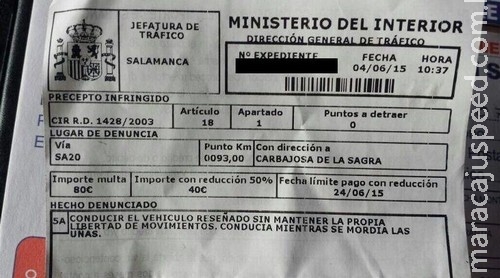 JEFATURA DE
TRÁFICO
SALAMANCA
MINISTERIO DEL INTERIOR
DIRECCIÓN GENERAL DE TRÁFICO
Nº EXPEDIENTE FECHA HORA
04/06/15 10:37
PRECEPTO INFRINGIDO
CIR R.D. 1428/2003 Artículo Apartado Puntos a detraer
18 1 0
LUGAR DE DENUNCIA
Vía Punto Km Con dirección a
SA20 0093,00 CARBAJOSA DE LA SAGRA
Importe multa Importe con reducción 50% Fecha límite pago con reducción
80€ 40€ 24/06/15
HECHO DENUNCIADO
5A CONDUCIR EL VEHICULO RESEÑADO SIN MANTENER LA PROPIA
LIBERTAD DE MOVIMIENTOS. CONDUCIA MIENTRAS SE MORDIA LAS
UÑAS.
maracajuspeed.com